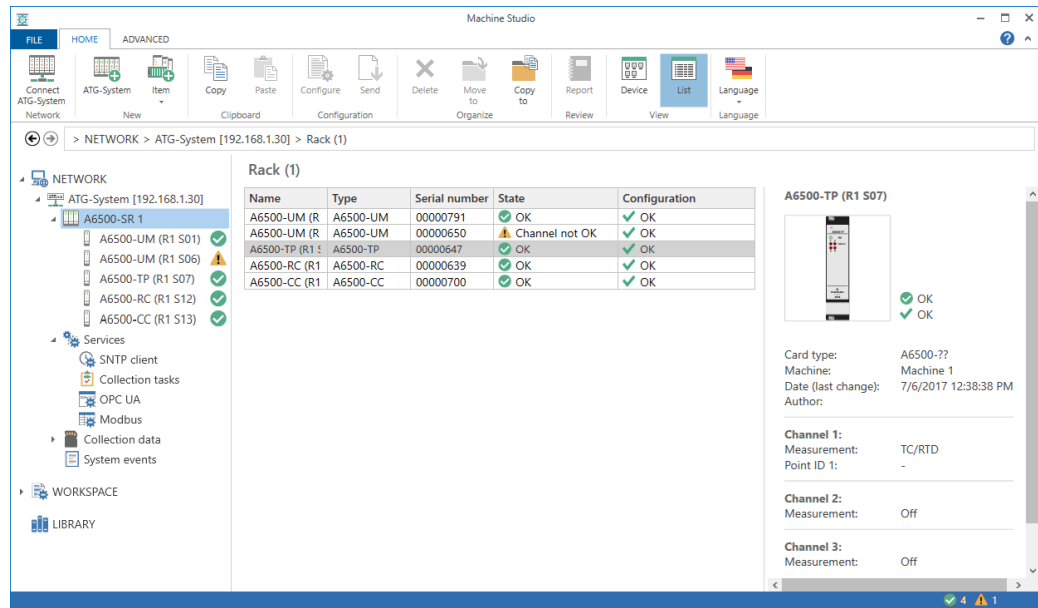 Machine Studio
FILE HOME ADVANCED
Connect ATG-System ATG-System Item Copy Paste Configure Send Delete Move to Copy to Report Device List Language
Network New Clipboard Configuration Organize Review View Language
> NETWORK > ATG-System [192.168.1.30] > Rack (1)
NETWORK
ATG-System [192.168.1.30]
A6500-SR 1
A6500-UM (R1 S01)
A6500-UM (R1 S06)
A6500-TP (R1 S07)
A6500-RC (R1 S12)
A6500-CC (R1 S13)
Services
SNTP client
Collection tasks
OPC UA
Modbus
Collection data
System events
WORKSPACE
LIBRARY
Rack (1)
Name Type Serial number State Configuration
A6500-UM (R A6500-UM 00000791 OK OK
A6500-UM (R A6500-UM 00000650 Channel not OK OK
A6500-TP (R1 S A6500-TP 00000647 OK OK
A6500-RC (R1 A6500-RC 00000639 OK OK
A6500-CC (R1 A6500-CC 00000700 OK OK
A6500-TP (R1 S07)
OK
OK
Card type: A6500-??
Machine: Machine 1
Date (last change): 7/6/2017 12:38:38 PM
Author:
Channel 1:
Measurement: TC/RTD
Point ID 1: -
Channel 2:
Measurement: Off
Channel 3:
Measurement: Off
4 1